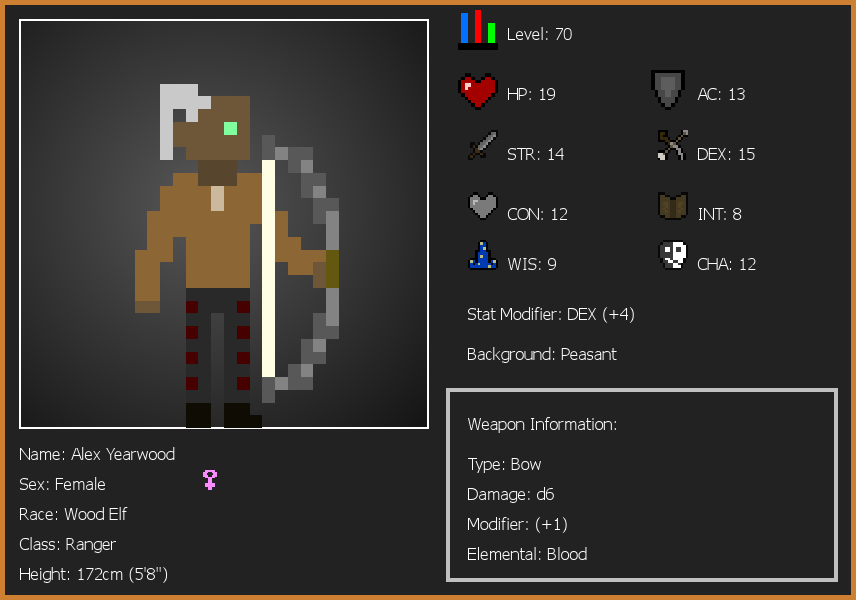 Level: 70
HP: 19
AC: 13
STR: 14
DEX: 15
CON: 12
INT: 8
WIS: 9
CHA: 12
Stat Modifier: DEX (+4)
Background: Peasant
Weapon Information:
Type: Bow
Damage: d6
Modifier: (+1)
Elemental: Blood
Name: Alex Yearwood
Sex: Female
Race: Wood Elf
Class: Ranger
Height: 172cm (5'8")